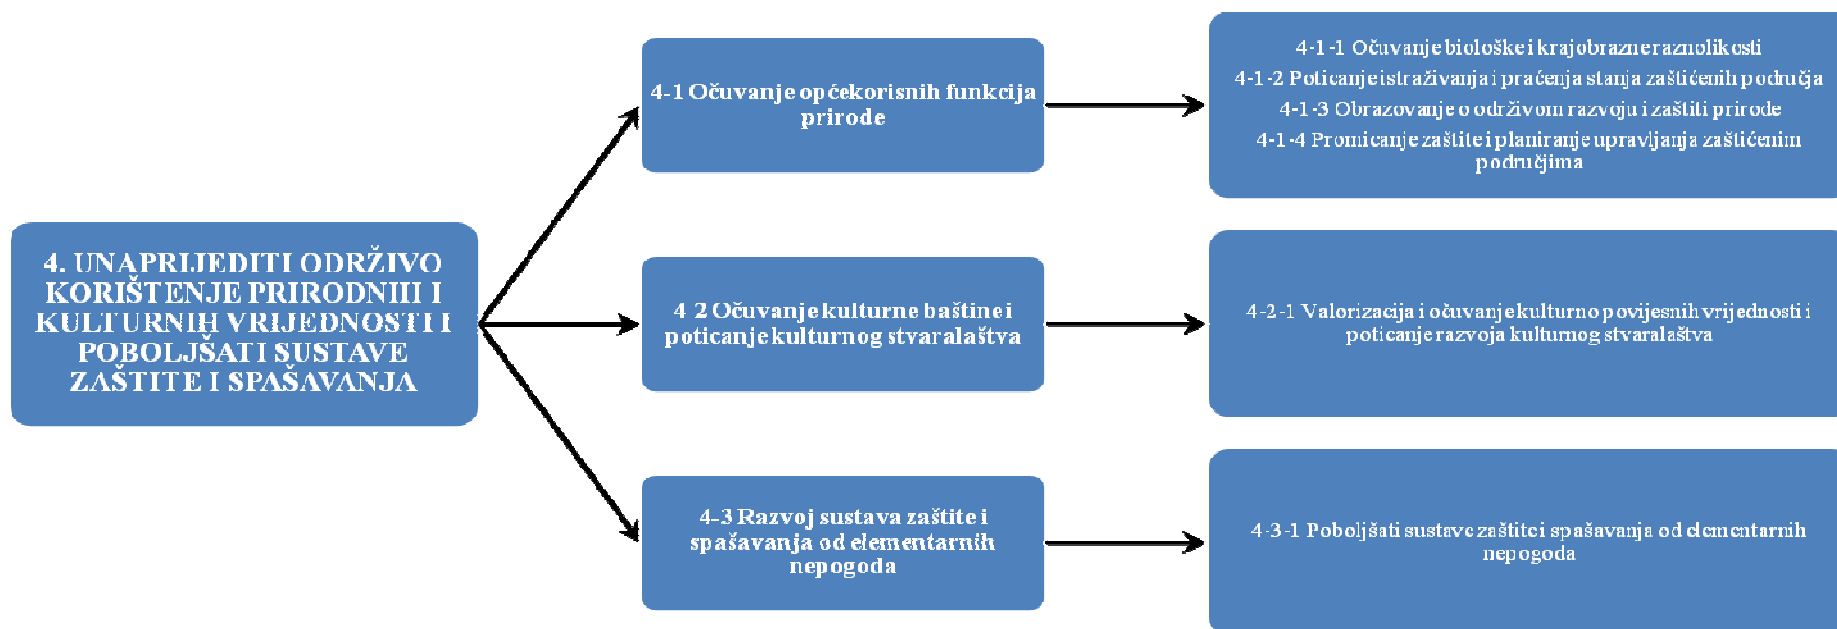 4. UNAPRIJEDITI ODRŽIVO
KORIŠTENJE PRIRODNIH I
KULTURNIH VRIJEDNOSTI I
POBOLJŠATI SUSTAVE
ZAŠTITE I SPAŠAVANJA
4-1 Očuvanje općekorisnih funkcija
prirode
4-1-1 Očuvanje biološke i krajobrazne raznolikosti
4-1-2 Poticanje istraživanja i praćenja stanja zaštićenih područja
4-1-3 Obrazovanje o održivom razvoju i zaštiti prirode
4-1-4 Promicanje zaštite i planiranje upravljanja zaštićenim
područjima
4-2 Očuvanje kulturne baštine i
poticanje kulturnog stvaralaštva
4-2-1 Valorizacija i očuvanje kulturno povijesnih vrijednosti i
poticanje razvoja kulturnog stvaralaštva
4-3 Razvoj sustava zaštite i
spašavanja od elementarnih
nepogoda
4-3-1 Poboljšati sustave zaštite i spašavanja od elementarnih
nepogoda